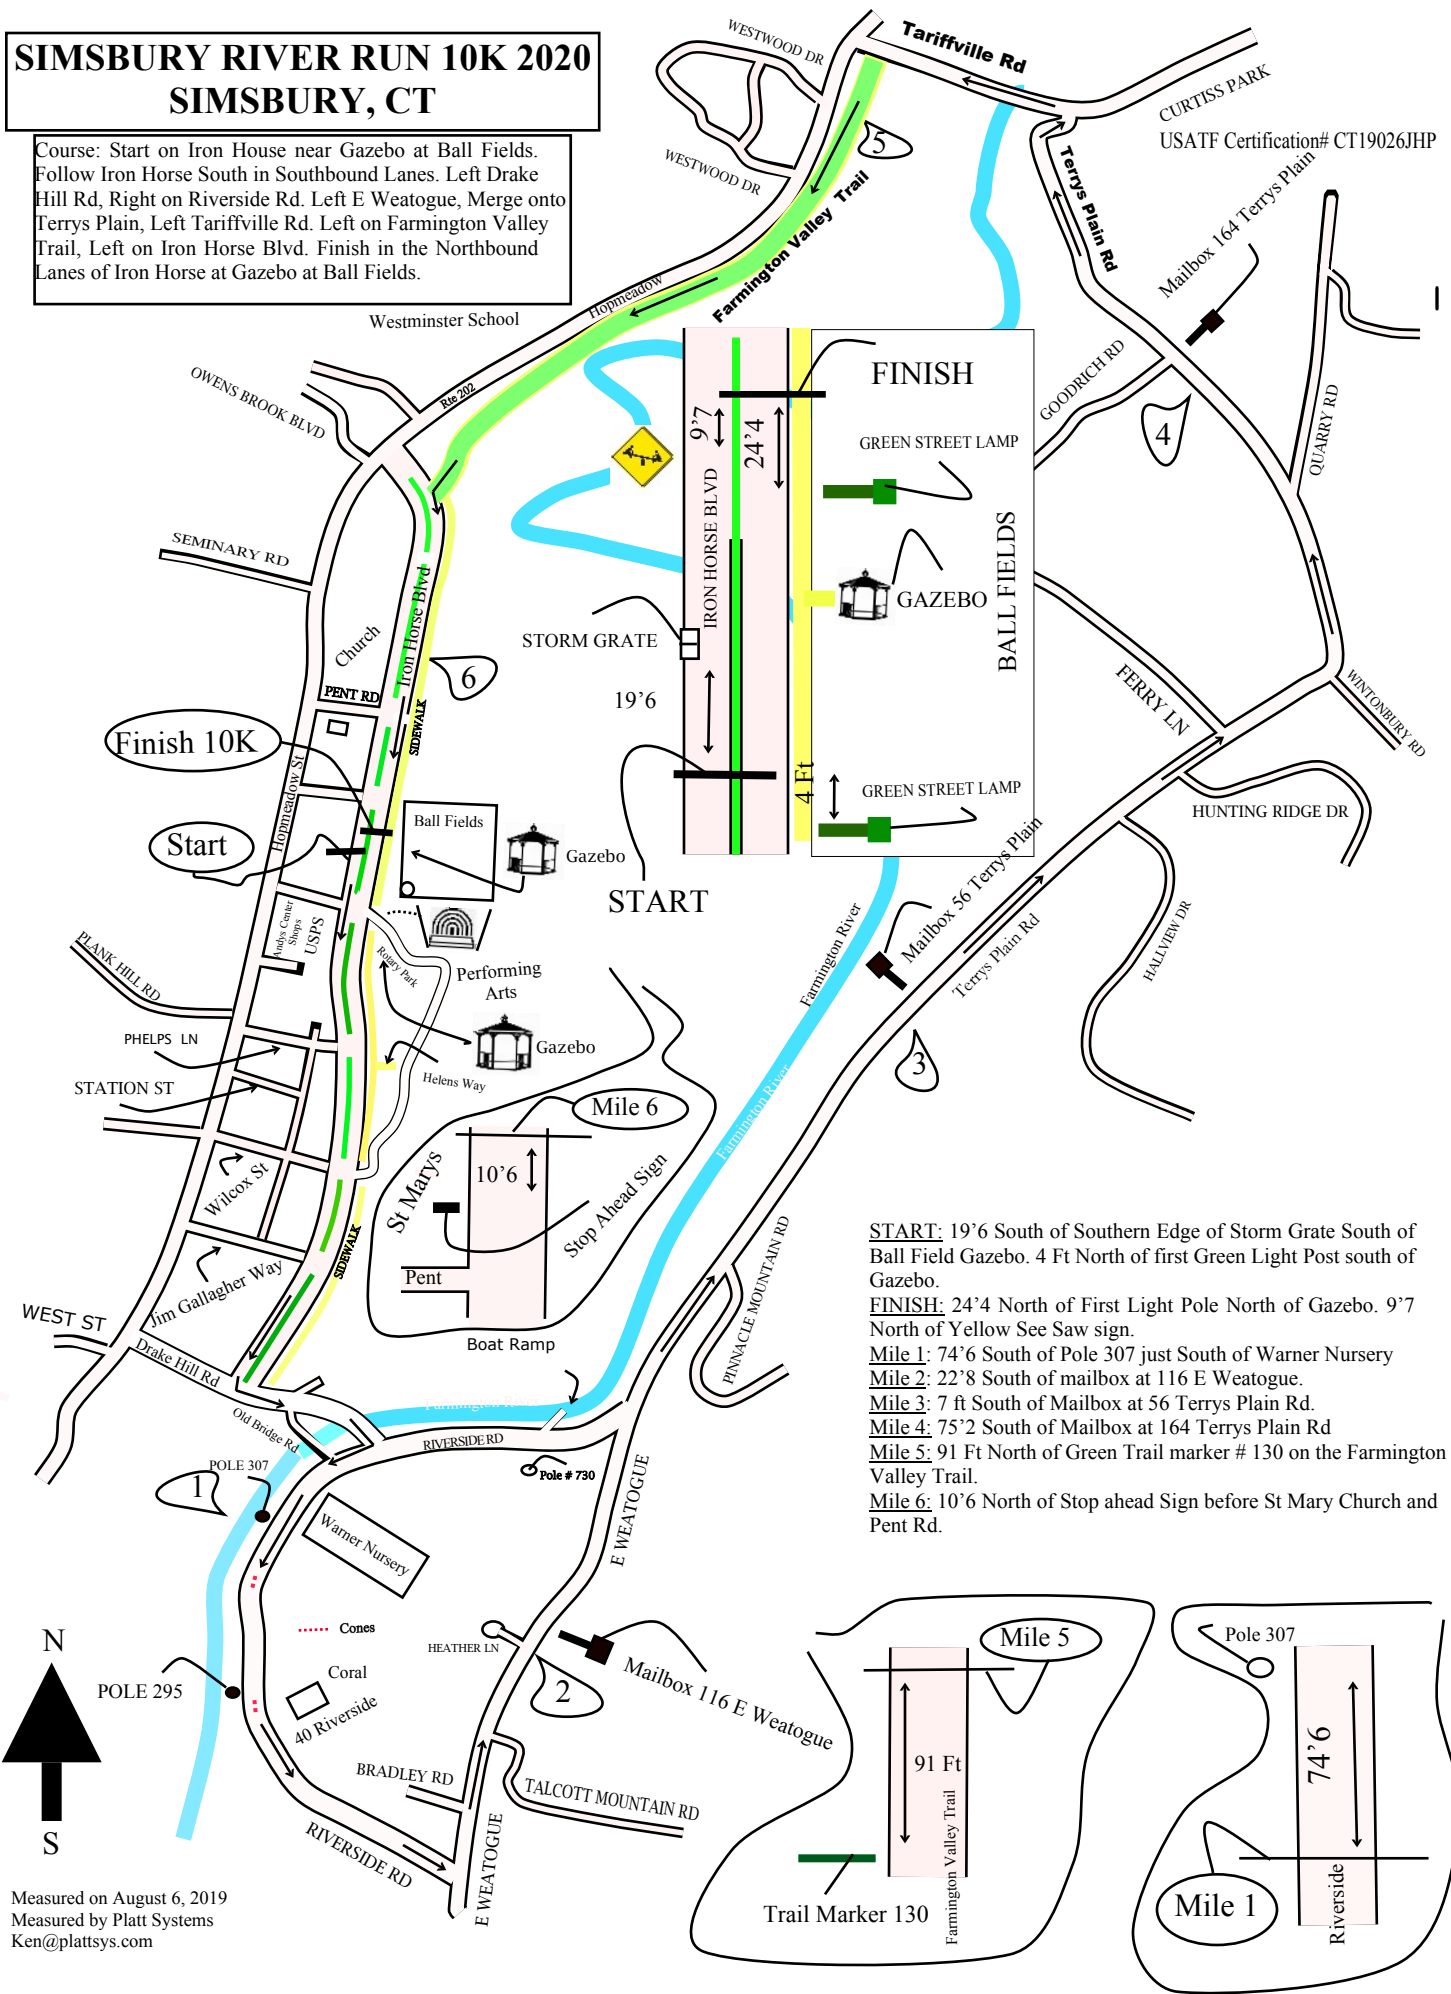 SIMSBURY RIVER RUN 10K 2020
SIMSBURY, CT
Course: Start on Iron House near Gazebo at Ball Fields.
Follow Iron Horse South in Southbound Lanes. Left Drake
Hill Rd, Right on Riverside Rd. Left E Weatogue, Merge onto
Terrys Plain, Left Tariffville Rd. Left on Farmington Valley
Trail, Left on Iron Horse Blvd. Finish in the Northbound
Lanes of Iron Horse at Gazebo at Ball Fields.
WESTWOOD DR
Tariffville Rd
CURTISS PARK
USATF Certification# CT19026JHP
5
WESTWOOD DR
Farmington Valley Trail
Terrys Plain Rd
Mailbox 164 Terrys Plain
Hopmeadow
Westminster School
Rte 202
OWENS BROOK BLVD
FINISH
9'7
24'4
GREEN STREET LAMP
GOODRICH RD
4
QUARRY RD
IRON HORSE BLVD
BALL FIELDS
SEMINARY RD
GAZEBO
STORM GRATE
Church
Iron Horse Blvd
6
19'6
PENT RD
SIDEWALK
FERRY LN
WINTONBURY RD
Finish 10K
Hopmeadow St
4 Ft
GREEN STREET LAMP
HUNTING RIDGE DR
Ball Fields
Start
Gazebo
START
Mailbox 56 Terrys Plain
Andys Center
Shops
USPS
Farmington River
Terrys Plain Rd
HALLVIEW DR
PLANK HILL RD
Rotary Park
Performing
Arts
PHELPS LN
Gazebo
STATION ST
Helens Way
3
Mile 6
Farmington River
10'6
St Marys
Stop Ahead Sign
Wilcox St
SIDEWALK
Pent
Jim Gallagher Way
Boat Ramp
WEST ST
Drake Hill Rd
PINNACLE MOUNTAIN RD
START: 19'6 South of Southern Edge of Storm Grate South of
Ball Field Gazebo. 4 Ft North of first Green Light Post south of
Gazebo.
FINISH: 24'4 North of First Light Pole North of Gazebo. 9'7
North of Yellow See Saw sign.
Mile 1: 74'6 South of Pole 307 just South of Warner Nursery
Mile 2: 22'8 South of mailbox at 116 E Weatogue.
Mile 3: 7 ft South of Mailbox at 56 Terrys Plain Rd.
Mile 4: 75'2 South of Mailbox at 164 Terrys Plain Rd
Mile 5: 91 Ft North of Green Trail marker # 130 on the Farmington
Valley Trail.
Mile 6: 10'6 North of Stop ahead Sign before St Mary Church and
Pent Rd.
Farmington River
Old Bridge Rd
RIVERSIDE RD
POLE 307
1
Pole # 730
E WEATOGUE
Warner Nursery
Cones
HEATHER LN
Coral
40 Riverside
POLE 295
2
Mailbox 116 E Weatogue
BRADLEY RD
TALCOTT MOUNTAIN RD
RIVERSIDE RD
E WEATOGUE
N
S
Mile 5
91 Ft
Farmington Valley Trail
Trail Marker 130
Pole 307
74'6
Mile 1
Riverside
Measured on August 6, 2019
Measured by Platt Systems
Ken@plattsys.com